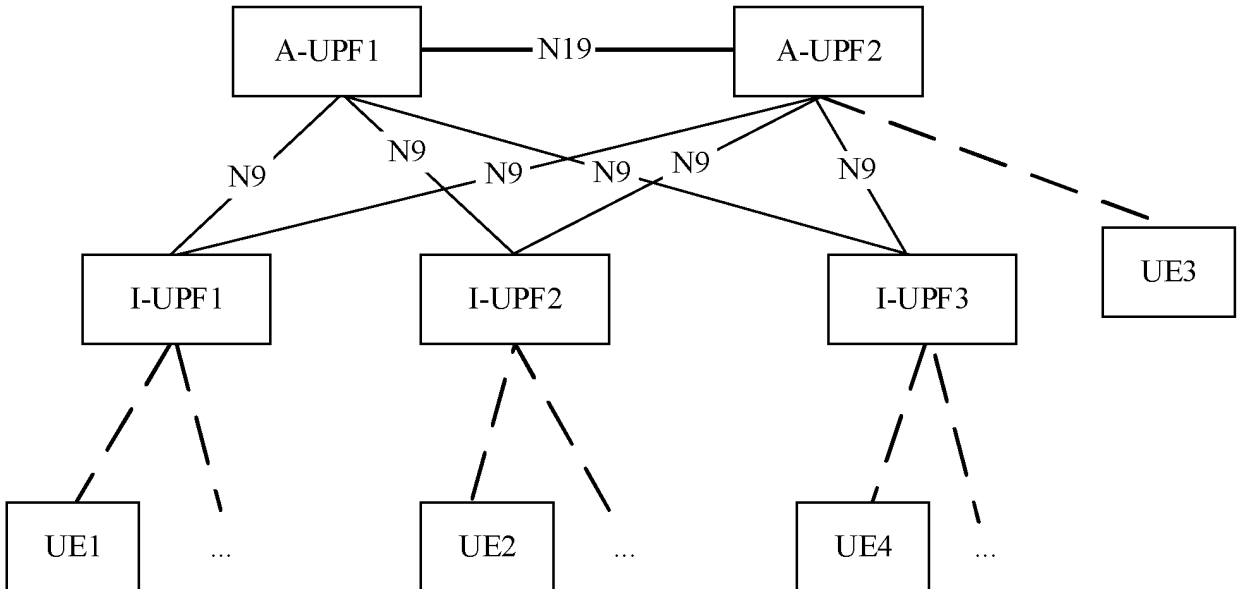 A-UPF1
N19
A-UPF2
N9
N9
N9
N9
N9
N9
I-UPF1
I-UPF2
I-UPF3
UE3
UE1
...
UE2
...
UE4
...